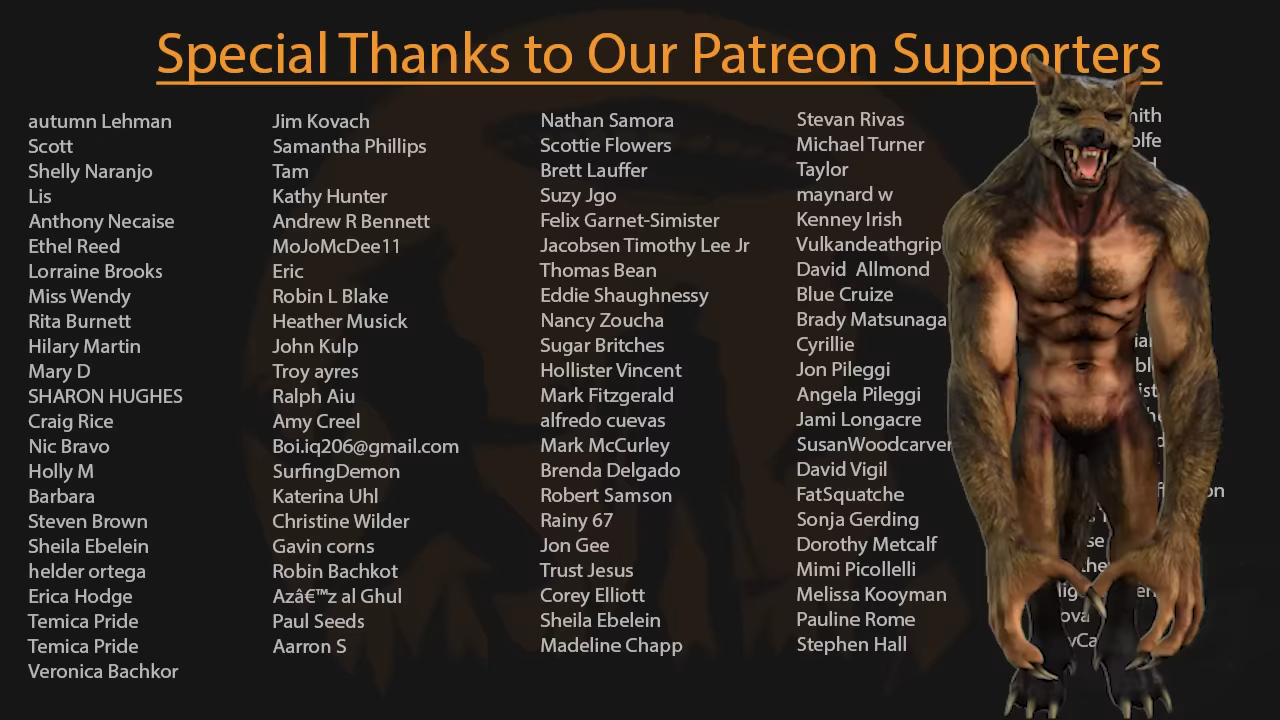 Special Thanks to Our Patreon Supporters
autumn Lehman
Scott
Shelly Naranjo
Lis
Anthony Necaise
Ethel Reed
Lorraine Brooks
Miss Wendy
Rita Burnett
Hilary Martin
Mary D
SHARON HUGHES
Craig Rice
Nic Bravo
Holly M
Barbara
Steven Brown
Sheila Ebelein
helder ortega
Erica Hodge
Temica Pride
Temica Pride
Veronica Bachkor
Jim Kovach
Samantha Phillips
Tam
Kathy Hunter
Andrew R Bennett
MoJoMcDee11
Eric
Robin L Blake
Heather Musick
John Kulp
Troy ayres
Ralph Aiu
Amy Creel
Boi.iq206@gmail.com
SurfingDemon
Katerina Uhl
Christine Wilder
Gavin corns
Robin Bachkot
Azâ€™z al Ghul
Paul Seeds
Aarron S
Nathan Samora
Scottie Flowers
Brett Lauffer
Suzy Jgo
Felix Garnet-Simister
Jacobsen Timothy Lee Jr
Thomas Bean
Eddie Shaughnessy
Nancy Zoucha
Sugar Britches
Hollister Vincent
Mark Fitzgerald
alfredo cuevas
Mark McCurley
Brenda Delgado
Robert Samson
Rainy 67
Jon Gee
Trust Jesus
Corey Elliott
Sheila Ebelein
Madeline Chapp
Stevan Rivas
Michael Turner
Taylor
maynard w
Kenney Irish
Vulkandeathgrip
David  Allmond
Blue Cruize
Brady Matsunaga
Cyrillie
Jon Pileggi
Angela Pileggi
Jami Longacre
SusanWoodcarver
David Vigil
FatSquatche
Sonja Gerding
Dorothy Metcalf
Mimi Picollelli
Melissa Kooyman
Pauline Rome
Stephen Hall